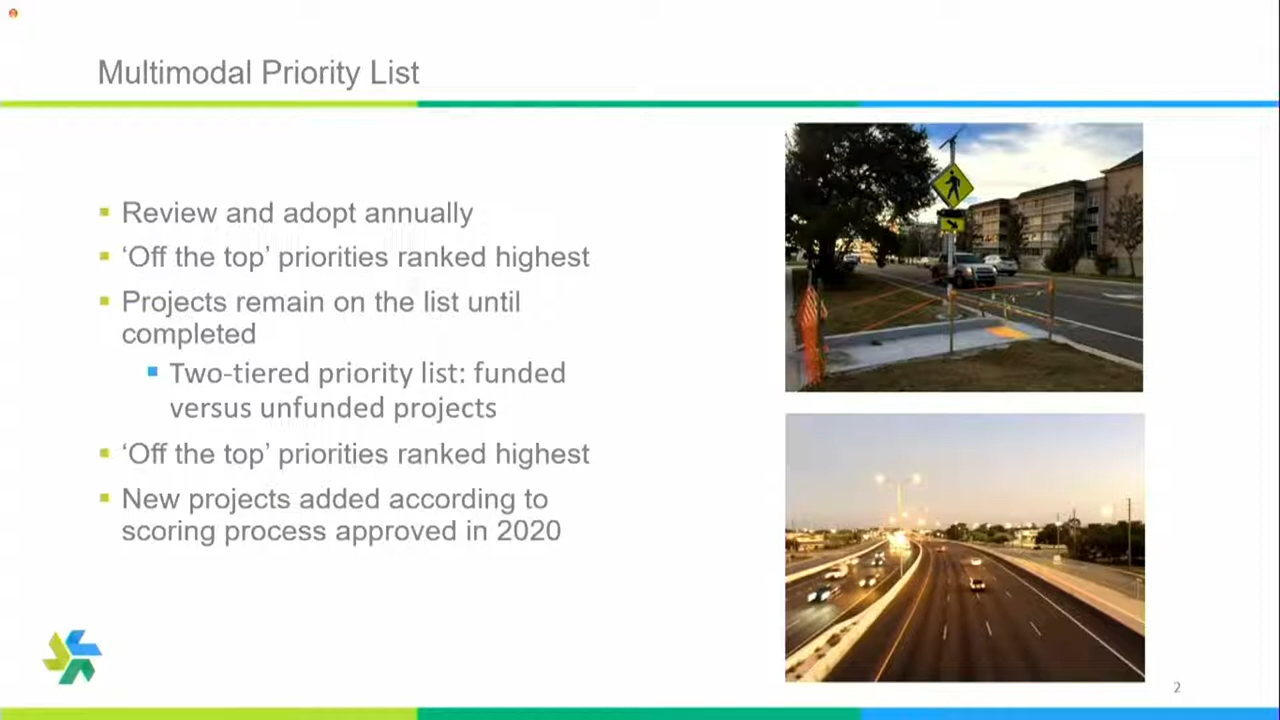 Multimodal Priority List
Review and adopt annually
‘Off the top’ priorities ranked highest
Projects remain on the list until
completed
Two-tiered priority list: funded
versus unfunded projects
‘Off the top’ priorities ranked highest
New projects added according to
scoring process approved in 2020
2